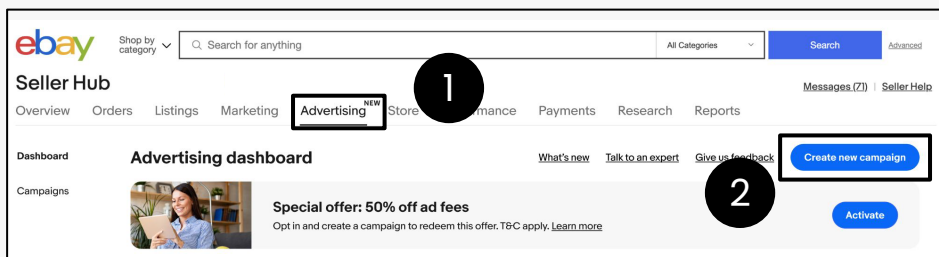 ebay
Shop by
category
Search for anything
All Categories
Search
Advanced
Seller Hub
Messages (71) | Seller Help
1
Overview Orders Listings Marketing Advertising NEW Store Payments Research Reports
Dashboard
Advertising dashboard
What's new Talk to an expert Give us feedback Create new campaign
Campaigns
2
Special offer: 50% off ad fees
Opt in and create a campaign to redeem this offer. T&C apply. Learn more
Activate